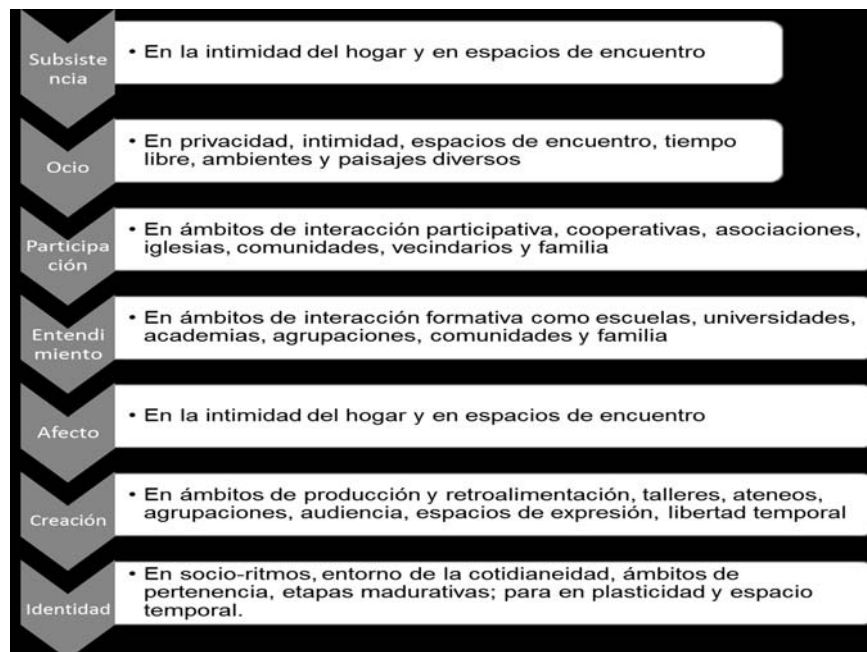 Subsiste
ncia
• En la intimidad del hogar y en espacios de encuentro
Ocio
• En privacidad, intimidad, espacios de encuentro, tiempo
libre, ambientes y paisajes diversos
Participa
ción
• En ámbitos de interacción participativa, cooperativas, asociaciones,
iglesias, comunidades, vecindarios y familia
Entendi
miento
• En ámbitos de interacción formativa como escuelas, universidades,
academias, agrupaciones, comunidades y familia
Afecto
• En la intimidad del hogar y en espacios de encuentro
Creación
• En ámbitos de producción y retroalimentación, talleres, ateneos,
agrupaciones, audiencia, espacios de expresión, libertad temporal
Identidad
• En socio-ritmos, entorno de la cotidianeidad, ámbitos de
pertenencia, etapas madurativas; para en plasticidad y espacio
temporal.